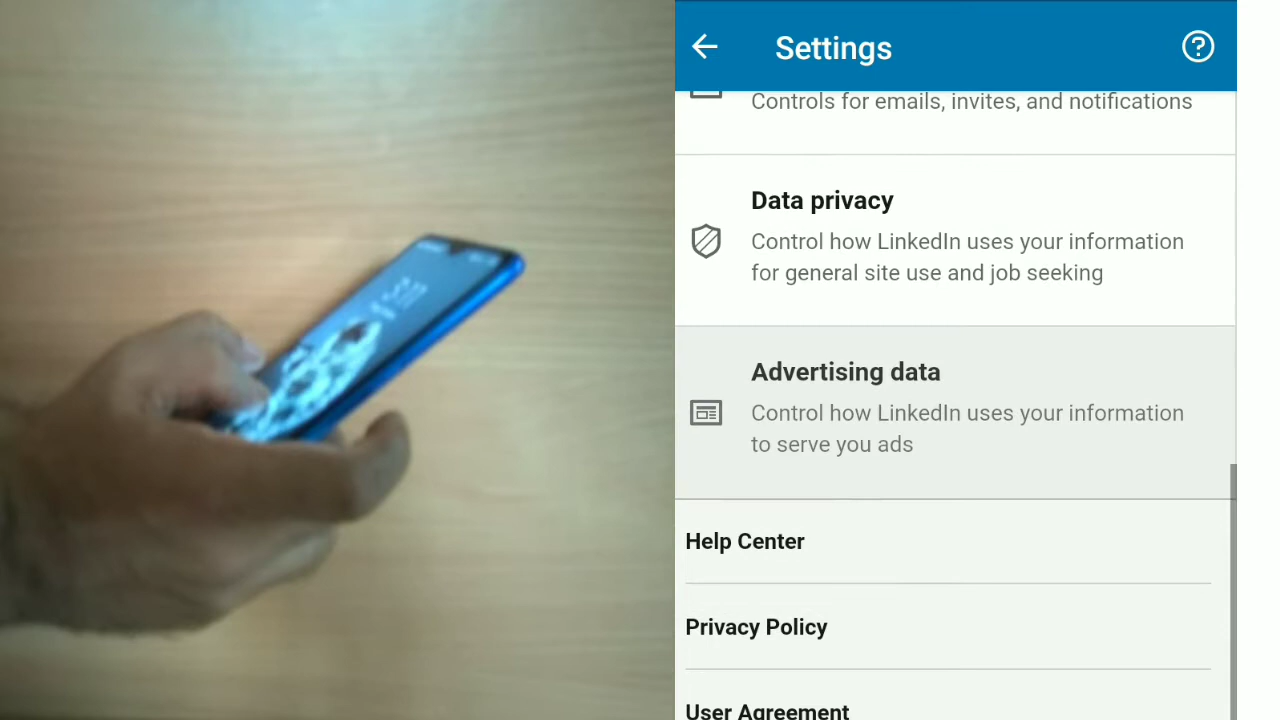 Settings
Controls for emails, invites, and notifications
Data privacy
Control how LinkedIn uses your information
for general site use and job seeking
Advertising data
Control how LinkedIn uses your information
to serve you ads
Help Center
Privacy Policy
User Agreement